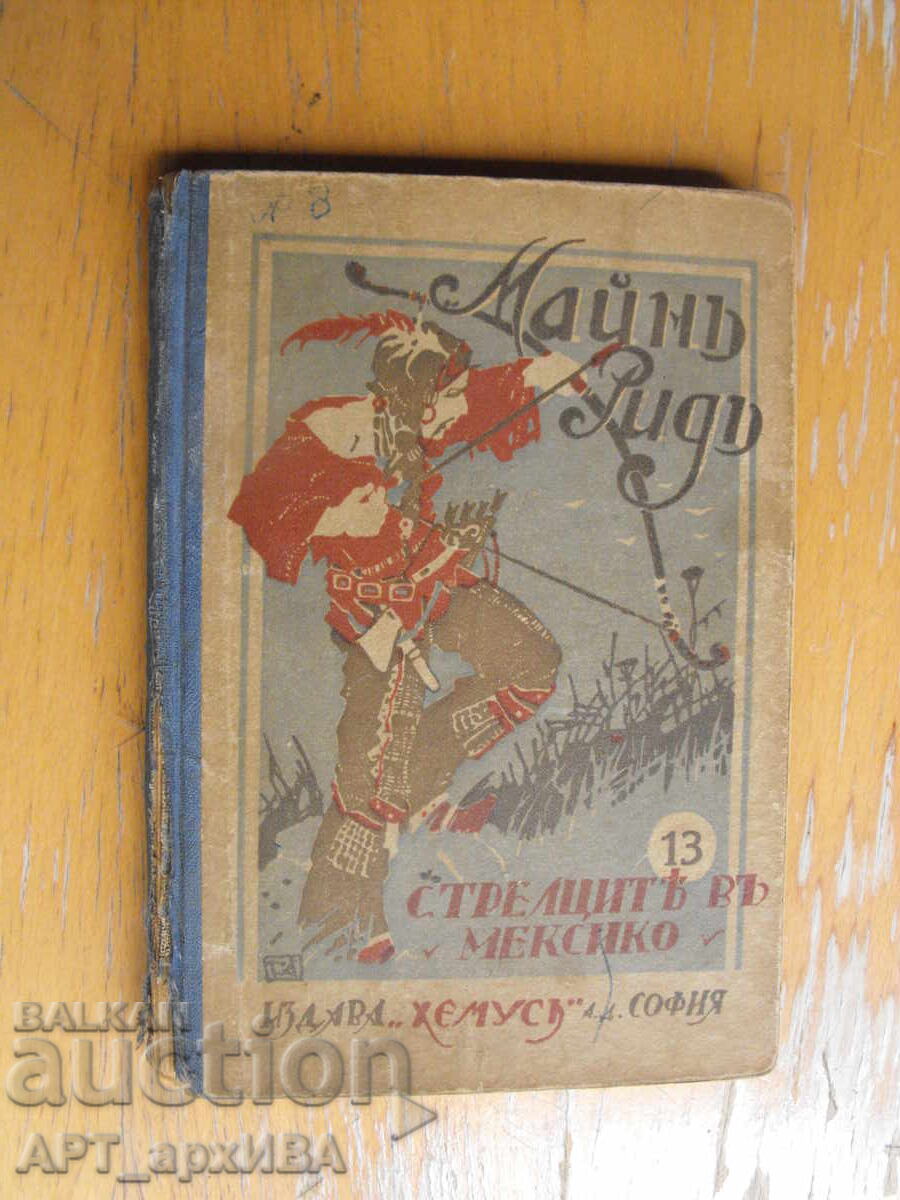 № 8
Майнъ
Ридъ
13
СТРЕЛЦИТѢ ВЪ
МЕКСИКО
ИЗДАВА „ХЕМУСЪ" А.Д. СОФИЯ
BALKAN
auction
АРТ_архИВА